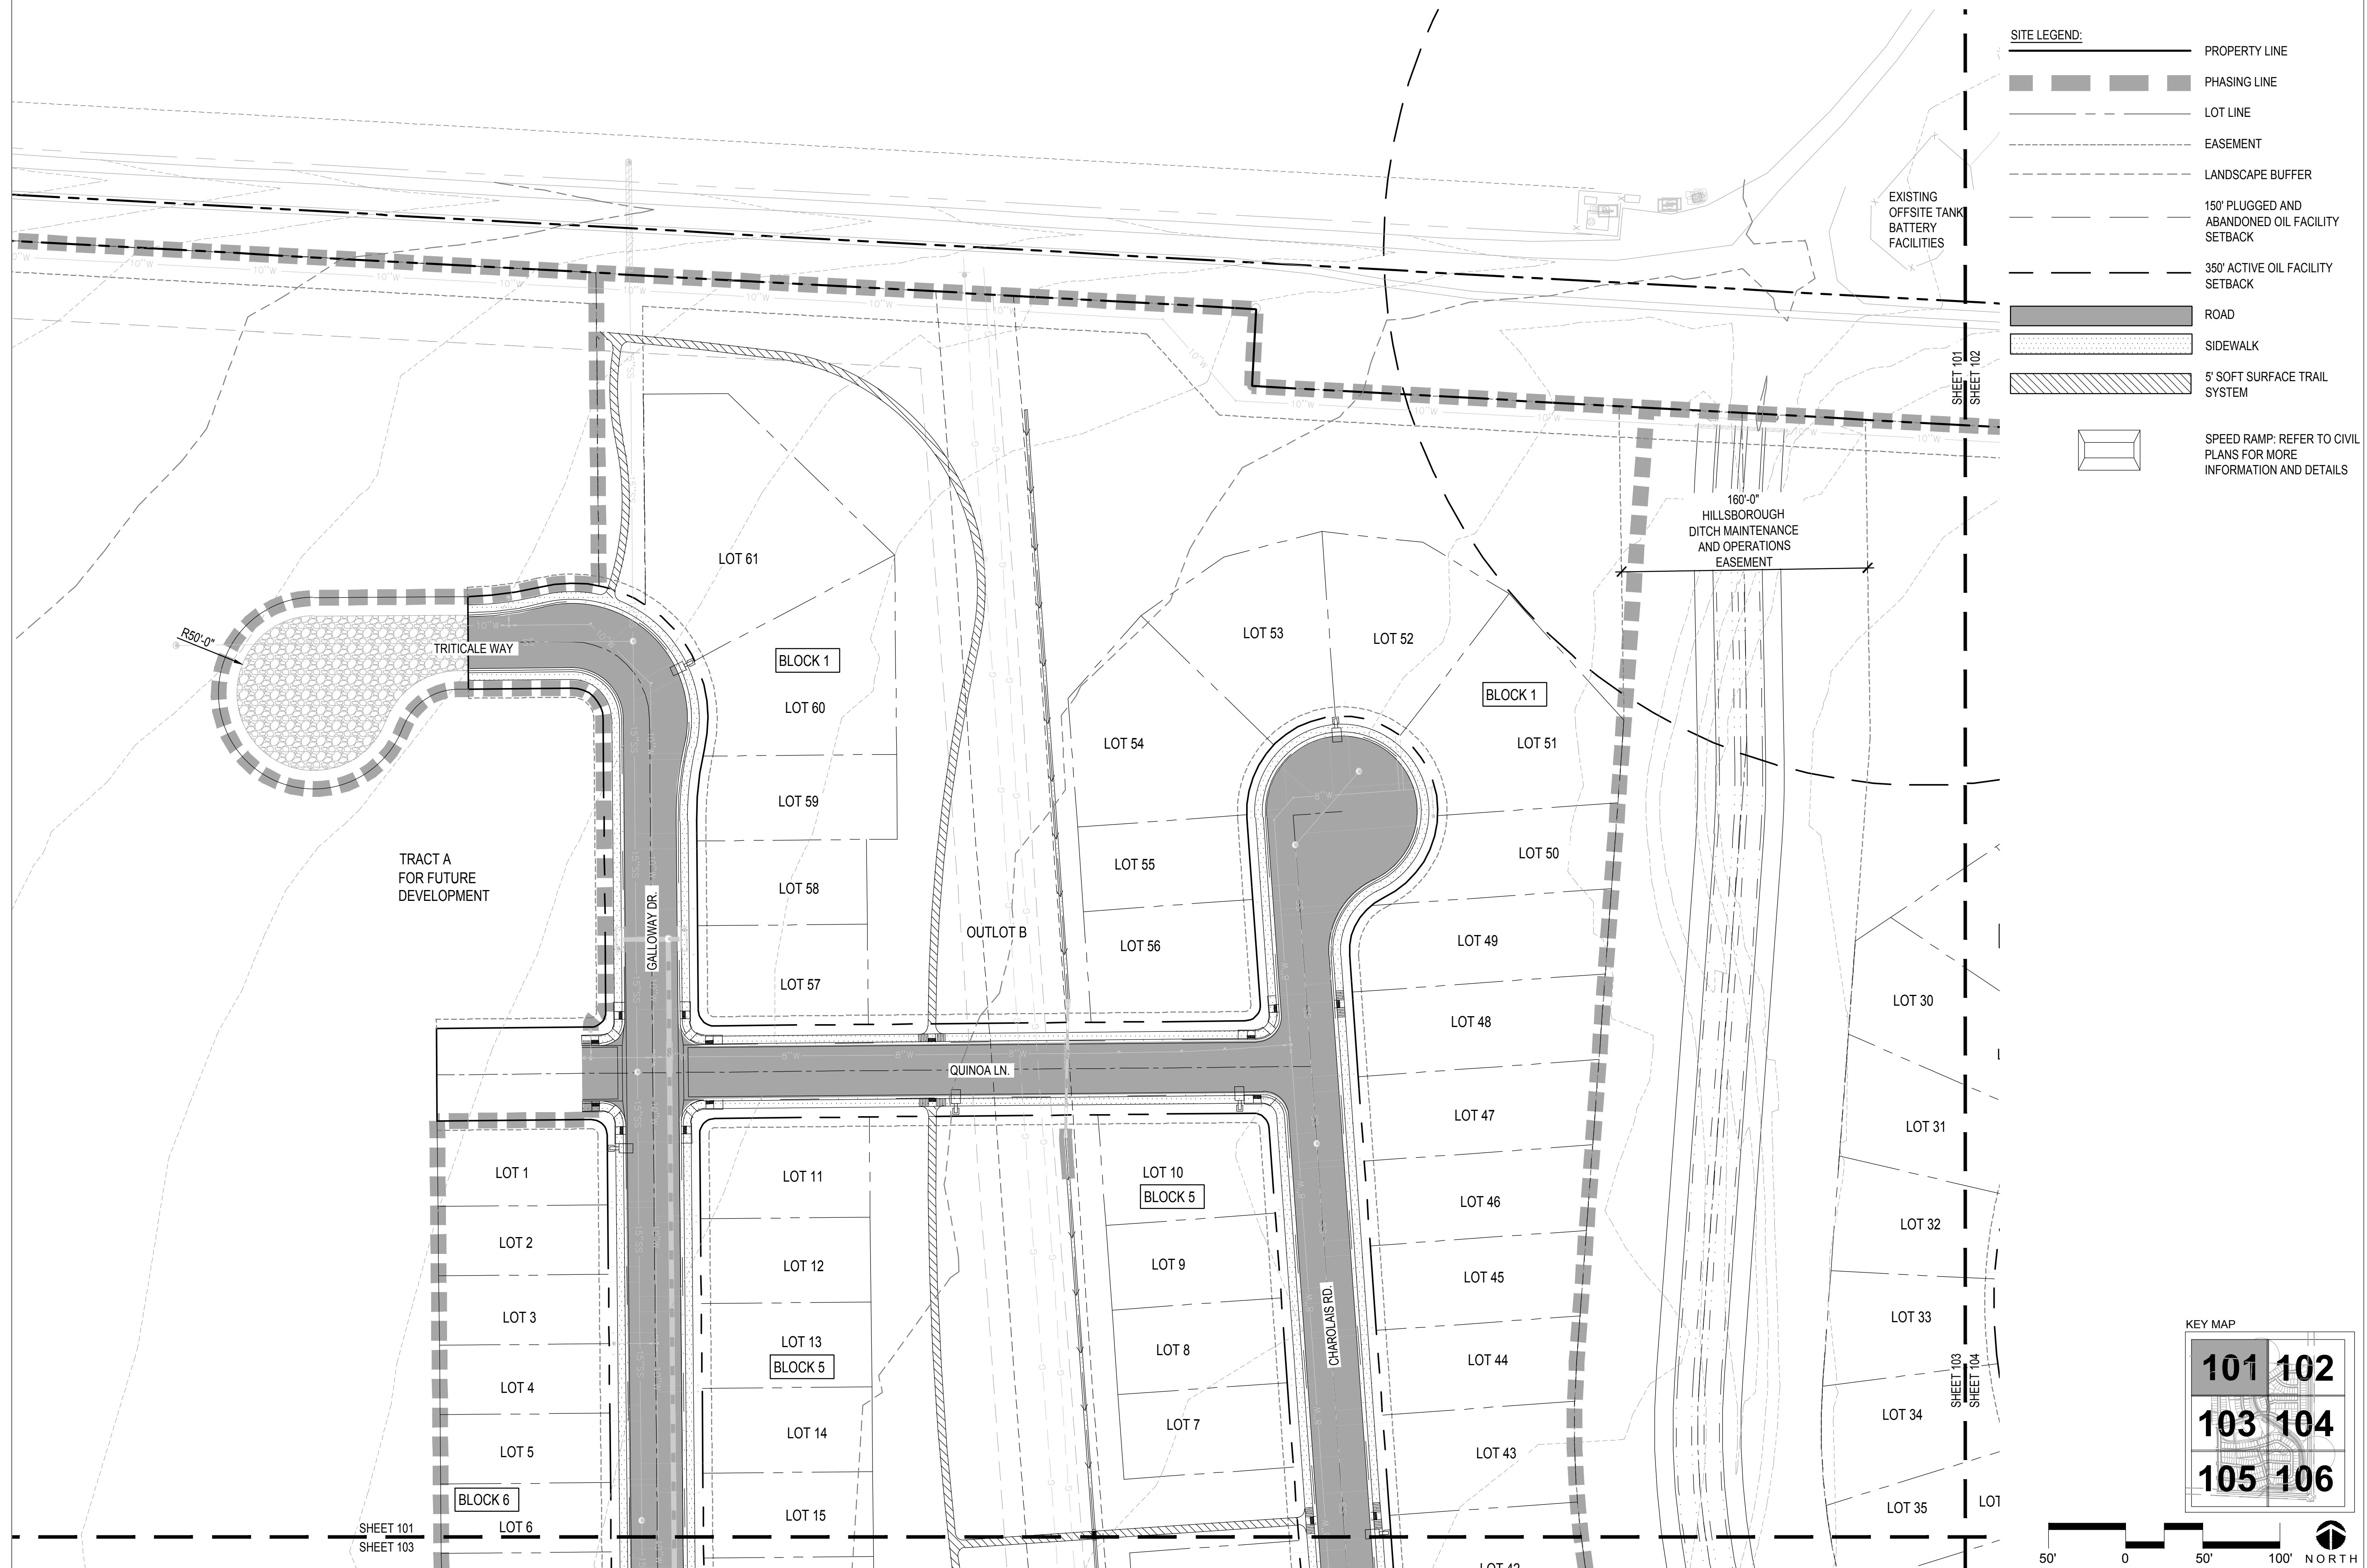 SITE LEGEND:
PROPERTY LINE
PHASING LINE
LOT LINE
EASEMENT
LANDSCAPE BUFFER
150' PLUGGED AND
ABANDONED OIL FACILITY
SETBACK
350' ACTIVE OIL FACILITY
SETBACK
ROAD
SIDEWALK
5' SOFT SURFACE TRAIL
SYSTEM
SPEED RAMP: REFER TO CIVIL
PLANS FOR MORE
INFORMATION AND DETAILS
EXISTING
OFFSITE TANK
BATTERY
FACILITIES
SHEET 101
SHEET 102
160'-0"
HILLSBOROUGH
DITCH MAINTENANCE
AND OPERATIONS
EASEMENT
LOT 61
R50'-0"
TRITICALE WAY
BLOCK 1
LOT 60
LOT 59
LOT 58
LOT 57
LOT 53
LOT 52
BLOCK 1
LOT 54
LOT 51
LOT 55
LOT 50
LOT 56
LOT 49
LOT 48
LOT 47
LOT 46
LOT 45
LOT 44
LOT 43
TRACT A
FOR FUTURE
DEVELOPMENT
GALLOWAY DR.
OUTLOT B
QUINOA LN.
CHAROLAIS RD.
LOT 1
LOT 2
LOT 3
LOT 4
LOT 5
BLOCK 6
LOT 6
LOT 11
LOT 12
LOT 13
BLOCK 5
LOT 14
LOT 15
LOT 10
BLOCK 5
LOT 9
LOT 8
LOT 7
LOT 30
LOT 31
LOT 32
LOT 33
LOT 34
LOT 35
LOT
SHEET 103
SHEET 104
SHEET 101
SHEET 103
KEY MAP
101 102
103 104
105 106
50' 0 50' 100'
NORTH